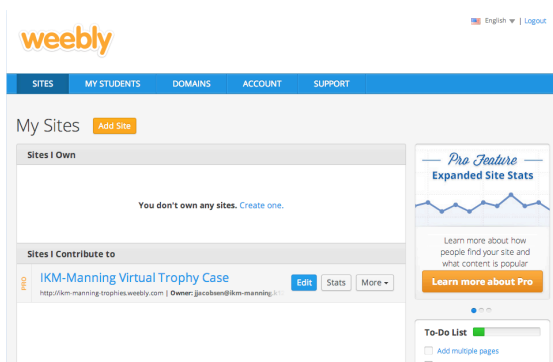 English | Logout
weebly
SITES MY STUDENTS DOMAINS ACCOUNT SUPPORT
My Sites Add Site
Sites I Own
You don't own any sites. Create one.
Sites I Contribute to
PRO
IKM-Manning Virtual Trophy Case
http://ikm-manning-trophies.weebly.com | Owner: jjacobsen@ikm-manning.k12
Edit Stats More
Pro Feature
Expanded Site Stats
Learn more about how
people find your site and
what content is popular
Learn more about Pro
To-Do List
Add multiple pages